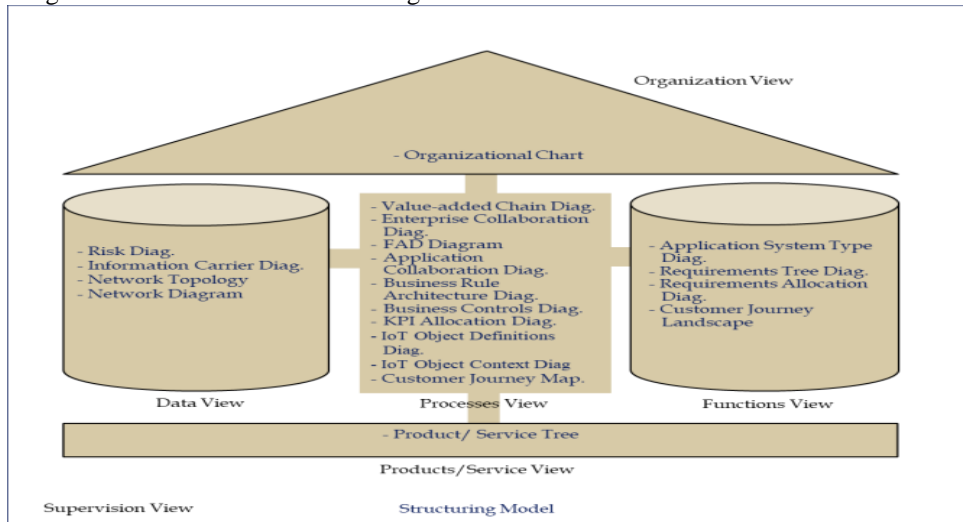 Organization View
- Organizational Chart
- Risk Diag.
- Information Carrier Diag.
- Network Topology
- Network Diagram
Data View
- Value-added Chain Diag.
- Enterprise Collaboration
Diag.
- FAD Diagram
- Application
Collaboration Diag.
- Business Rule
Architecture Diag.
- Business Controls Diag.
- KPI Allocation Diag.
- IoT Object Definitions
Diag.
- IoT Object Context Diag
- Customer Journey Map.
Processes View
- Application System Type
Diag.
- Requirements Tree Diag.
- Requirements Allocation
Diag.
- Customer Journey
Landscape
Functions View
- Product/ Service Tree
Products/Service View
Supervision View
Structuring Model